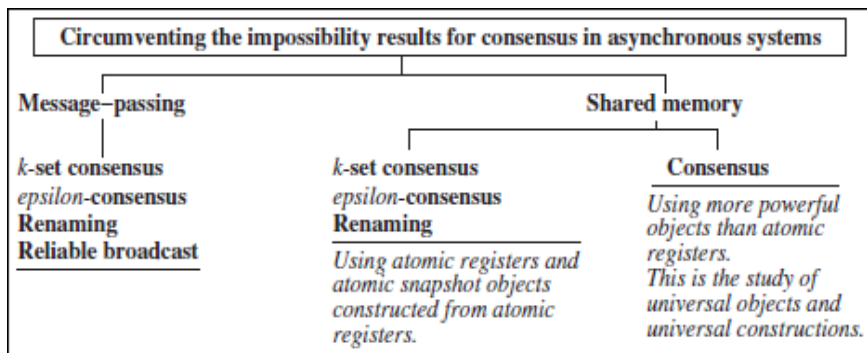 Circumventing the impossibility results for consensus in asynchronous systems
Message−passing
k-set consensus
epsilon-consensus
Renaming
Reliable broadcast
Shared memory
k-set consensus
epsilon-consensus
Renaming
Using atomic registers and
atomic snapshot objects
constructed from atomic
registers.
Consensus
Using more powerful
objects than atomic
registers.
This is the study of
universal objects and
universal constructions.